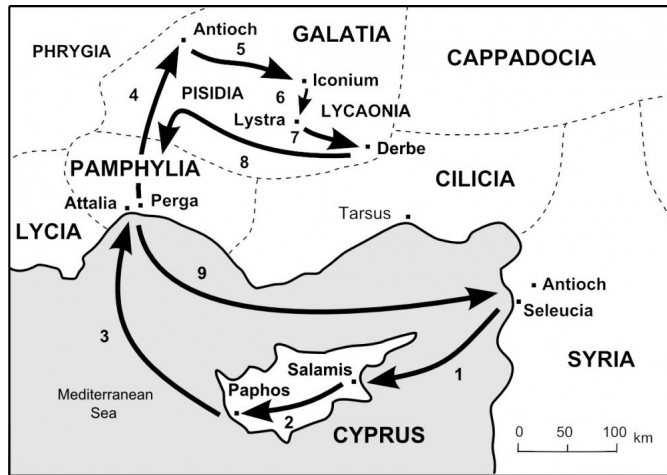 Antioch
PHRYGIA
5
GALATIA
CAPPADOCIA
4
PISIDIA
6
Iconium
LYCAONIA
Lystra
7
8
Derbe
PAMPHYLIA
CILICIA
Attalia
Perga
LYCIA
Tarsus
9
Antioch
Seleucia
3
1
SYRIA
Salamis
Mediterranean
Sea
Paphos
2
CYPRUS
0 50 100 km